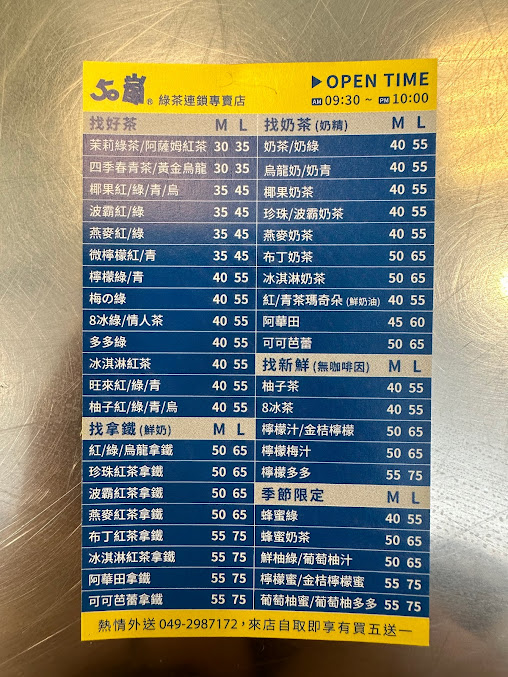 50嵐® 綠茶連鎖專賣店
▶OPEN TIME
AM 09:30 ~ PM 10:00
找好茶 M L
茉莉綠茶/阿薩姆紅茶 30 35
四季春青茶/黃金烏龍 30 35
椰果紅/綠/青/烏 35 45
波霸紅/綠 35 45
燕麥紅/綠 35 45
微檸檬紅/青 35 45
檸檬綠/青 40 55
梅の綠 40 55
8冰綠/情人茶 40 55
多多綠 40 55
冰淇淋紅茶 40 55
旺來紅/綠/青 40 55
柚子紅/綠/青/烏 40 55
找拿鐵(鮮奶) M L
紅/綠/烏龍拿鐵 50 65
珍珠紅茶拿鐵 50 65
波霸紅茶拿鐵 50 65
燕麥紅茶拿鐵 50 65
布丁紅茶拿鐵 55 75
冰淇淋紅茶拿鐵 55 75
阿華田拿鐵 55 75
可可芭蕾拿鐵 55 75
找奶茶(奶精) M L
奶茶/奶綠 40 55
烏龍奶/奶青 40 55
椰果奶茶 40 55
珍珠/波霸奶茶 40 55
燕麥奶茶 40 55
布丁奶茶 50 65
冰淇淋奶茶 50 65
紅/青茶瑪奇朵(鮮奶油) 40 55
阿華田 45 60
可可芭蕾 50 65
找新鮮(無咖啡因) M L
柚子茶 40 55
8冰茶 40 55
檸檬汁/金桔檸檬 50 65
檸檬梅汁 50 65
檸檬多多 55 75
季節限定 M L
蜂蜜綠 40 55
蜂蜜奶茶 50 65
鮮柚綠/葡萄柚汁 50 65
檸檬蜜/金桔檸檬蜜 55 75
葡萄柚蜜/葡萄柚多多 55 75
熱情外送 049-2987172，來店自取即享有買五送一